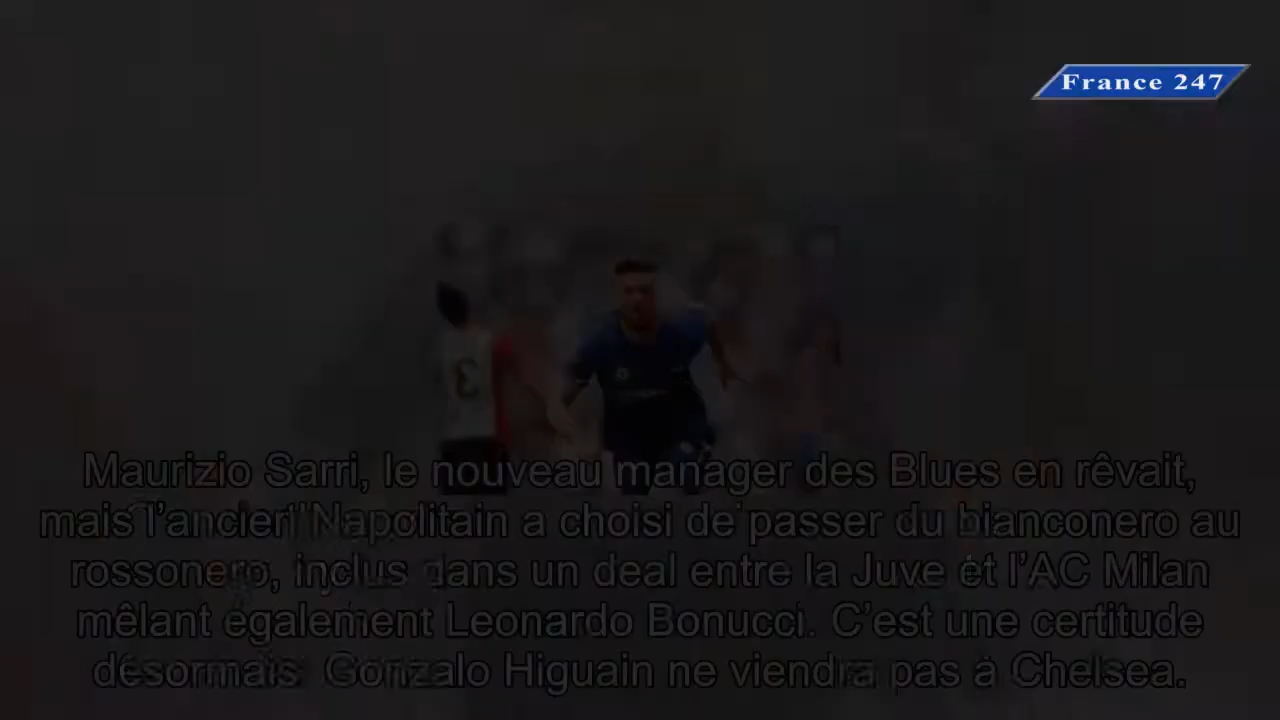 France 247
Maurizio Sarri, le nouveau manager des Blues en rêvait,
mais l’ancien Napolitain a choisi de passer du bianconero au
rossonero, inclus dans un deal entre la Juve et l’AC Milan
mêlant également Leonardo Bonucci. C’est une certitude
désormais: Gonzalo Higuain ne viendra pas à Chelsea.